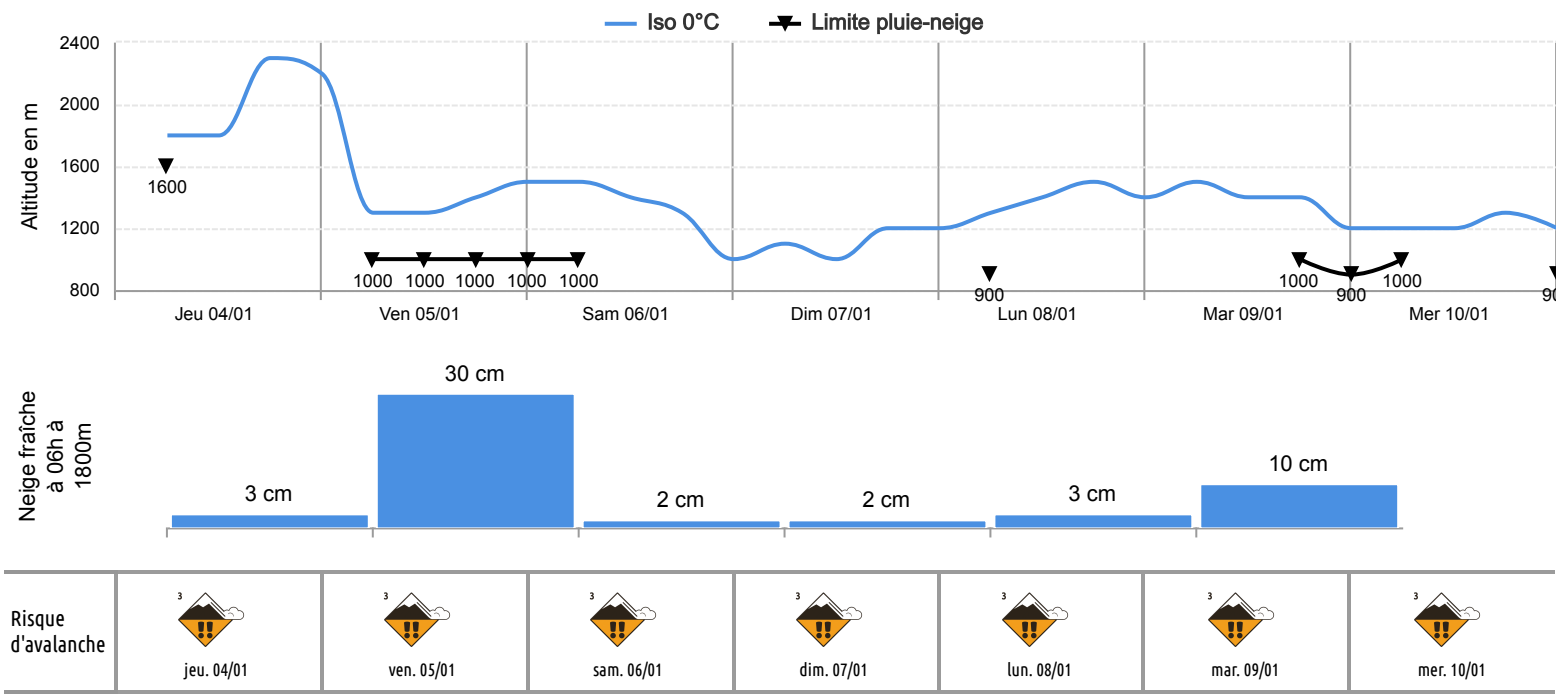 Iso 0°C Limite pluie-neige
Altitude en m
2400
2000
1600
1200
800
1600
1000 1000 1000 1000 1000
900
1000 900 1000
Jeu 04/01 Ven 05/01 Sam 06/01 Dim 07/01 Lun 08/01 Mar 09/01 Mer 10/01
Neige fraîche
à 06h à
1800m
3 cm 30 cm 2 cm 2 cm 3 cm 10 cm
Risque
d'avalanche
3 3 3 3 3 3 3
!! !! !! !! !! !! !!
jeu. 04/01 ven. 05/01 sam. 06/01 dim. 07/01 lun. 08/01 mar. 09/01 mer. 10/01